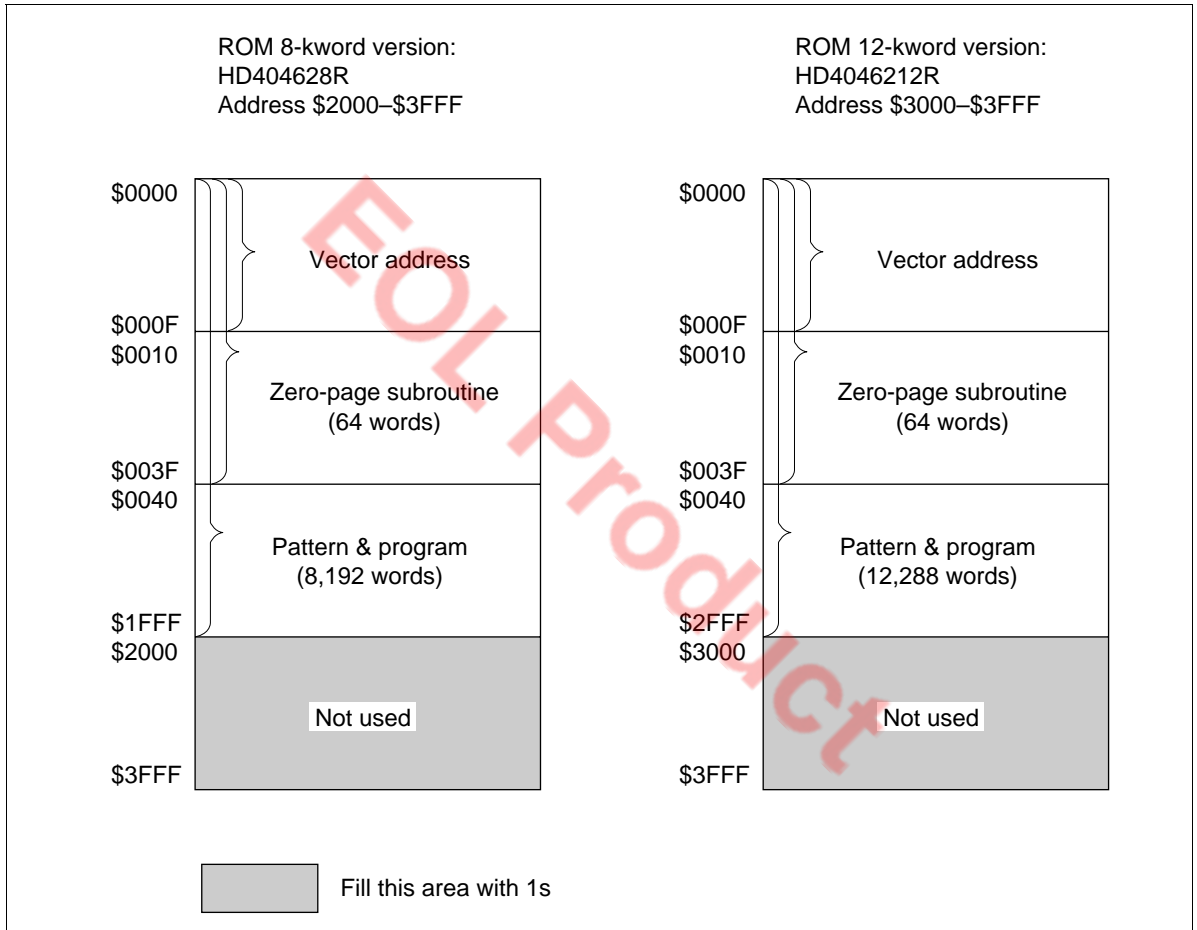 ROM 8-kword version:
HD404628R
Address $2000–$3FFF
ROM 12-kword version:
HD4046212R
Address $3000–$3FFF
$0000
Vector address
$000F
$0010
Zero-page subroutine
(64 words)
$003F
$0040
Pattern & program
(8,192 words)
$1FFF
$2000
Not used
$3FFF
$0000
Vector address
$000F
$0010
Zero-page subroutine
(64 words)
$003F
$0040
Pattern & program
(12,288 words)
$2FFF
$3000
Not used
$3FFF
EOL Product
Fill this area with 1s